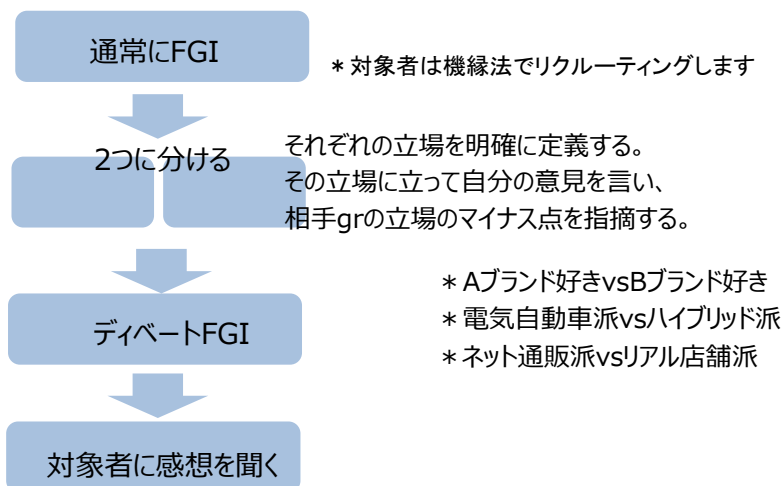 通常にFGI
*対象者は機縁法でリクルーティングします
2つに分ける
それぞれの立場を明確に定義する。
その立場に立って自分の意見を言い、
相手grの立場のマイナス点を指摘する。
*Aブランド好きvsBブランド好き
*電気自動車派vsハイブリッド派
*ネット通販派vsリアル店舗派
ディベートFGI
対象者に感想を聞く